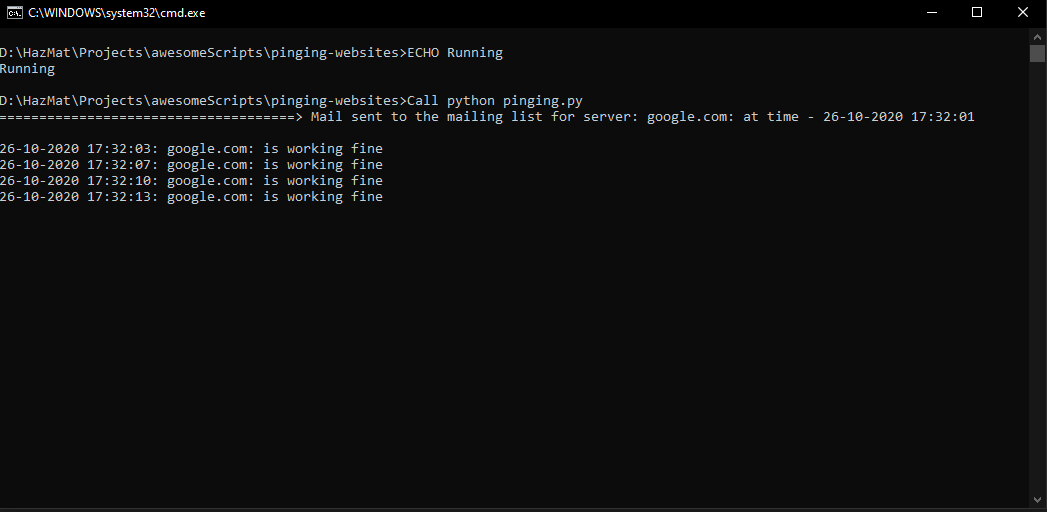 C:\WINDOWS\system32\cmd.exe
D:\HazMat\Projects\awesomeScripts\pinging-websites>ECHO Running
Running
D:\HazMat\Projects\awesomeScripts\pinging-websites>Call python pinging.py
=====================================> Mail sent to the mailing list for server: google.com: at time - 26-10-2020 17:32:01
26-10-2020 17:32:03: google.com: is working fine
26-10-2020 17:32:07: google.com: is working fine
26-10-2020 17:32:10: google.com: is working fine
26-10-2020 17:32:13: google.com: is working fine